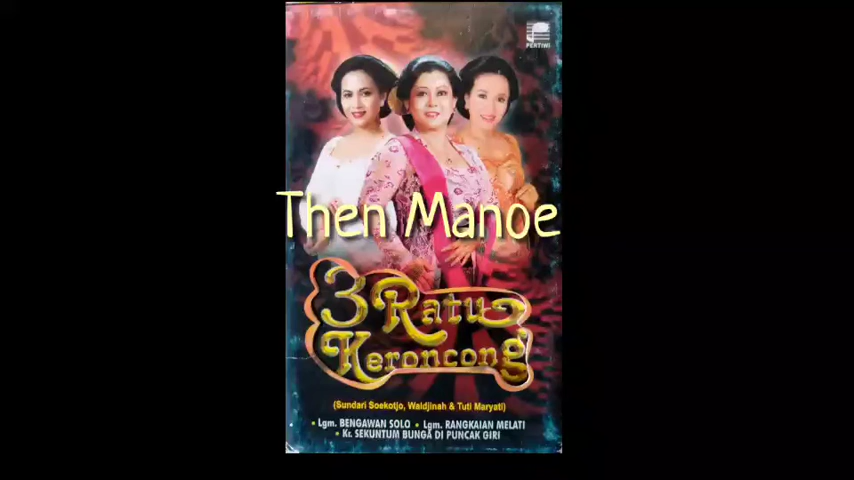 PERTIWI
Then Manoe
3 Ratu
Keroncong
(Sundari Soekotjo, Waldjinah & Tuti Maryati)
• Lgm. BENGAWAN SOLO • Lgm. RANGKAIAN MELATI
• Kr. SEKUNTUM BUNGA DI PUNCAK GIRI